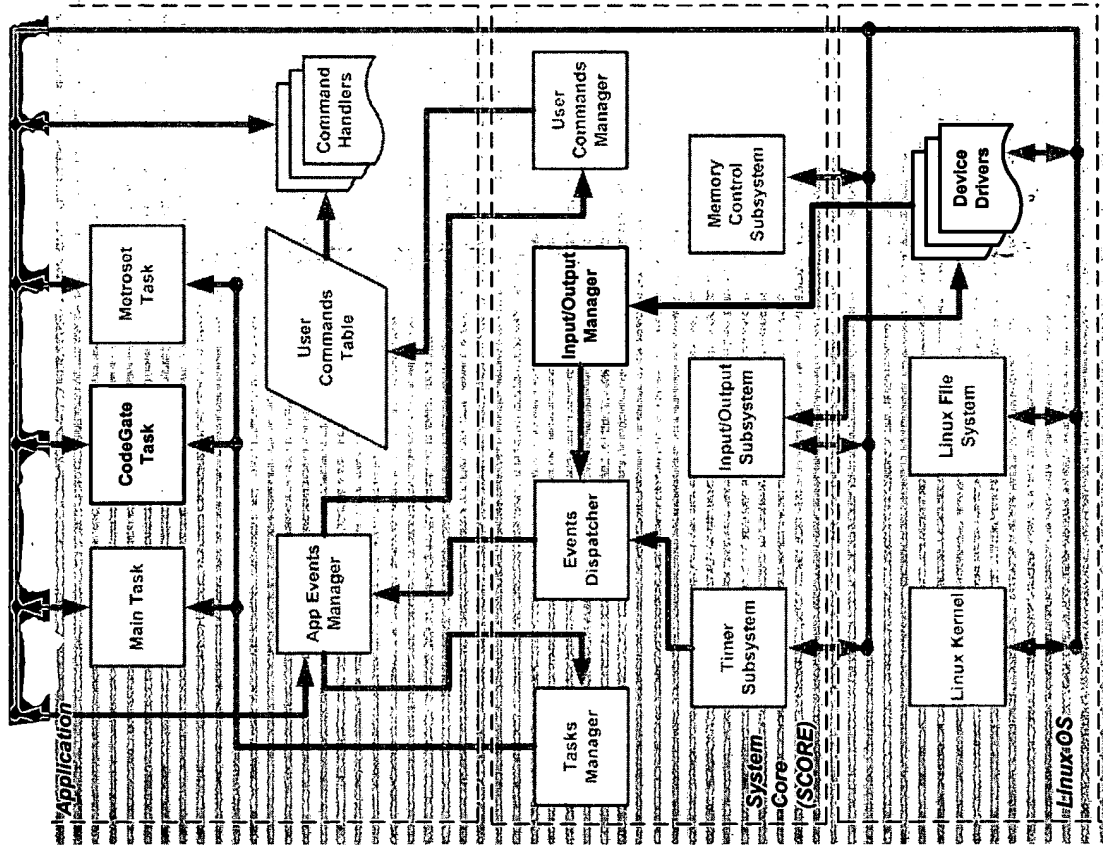 Application
Main Task
CodeGate
Task
Metroset
Task
App Events
Manager
User
Commands
Table
Command
Handlers
Tasks
Manager
Events
Dispatcher
Input/Output
Manager
User
Commands
Manager
System
Core
(SCORE)
Timer
Subsystem
Input/Output
Subsystem
Memory
Control
Subsystem
Linux OS
Linux Kernel
Linux File
System
Device
Drivers